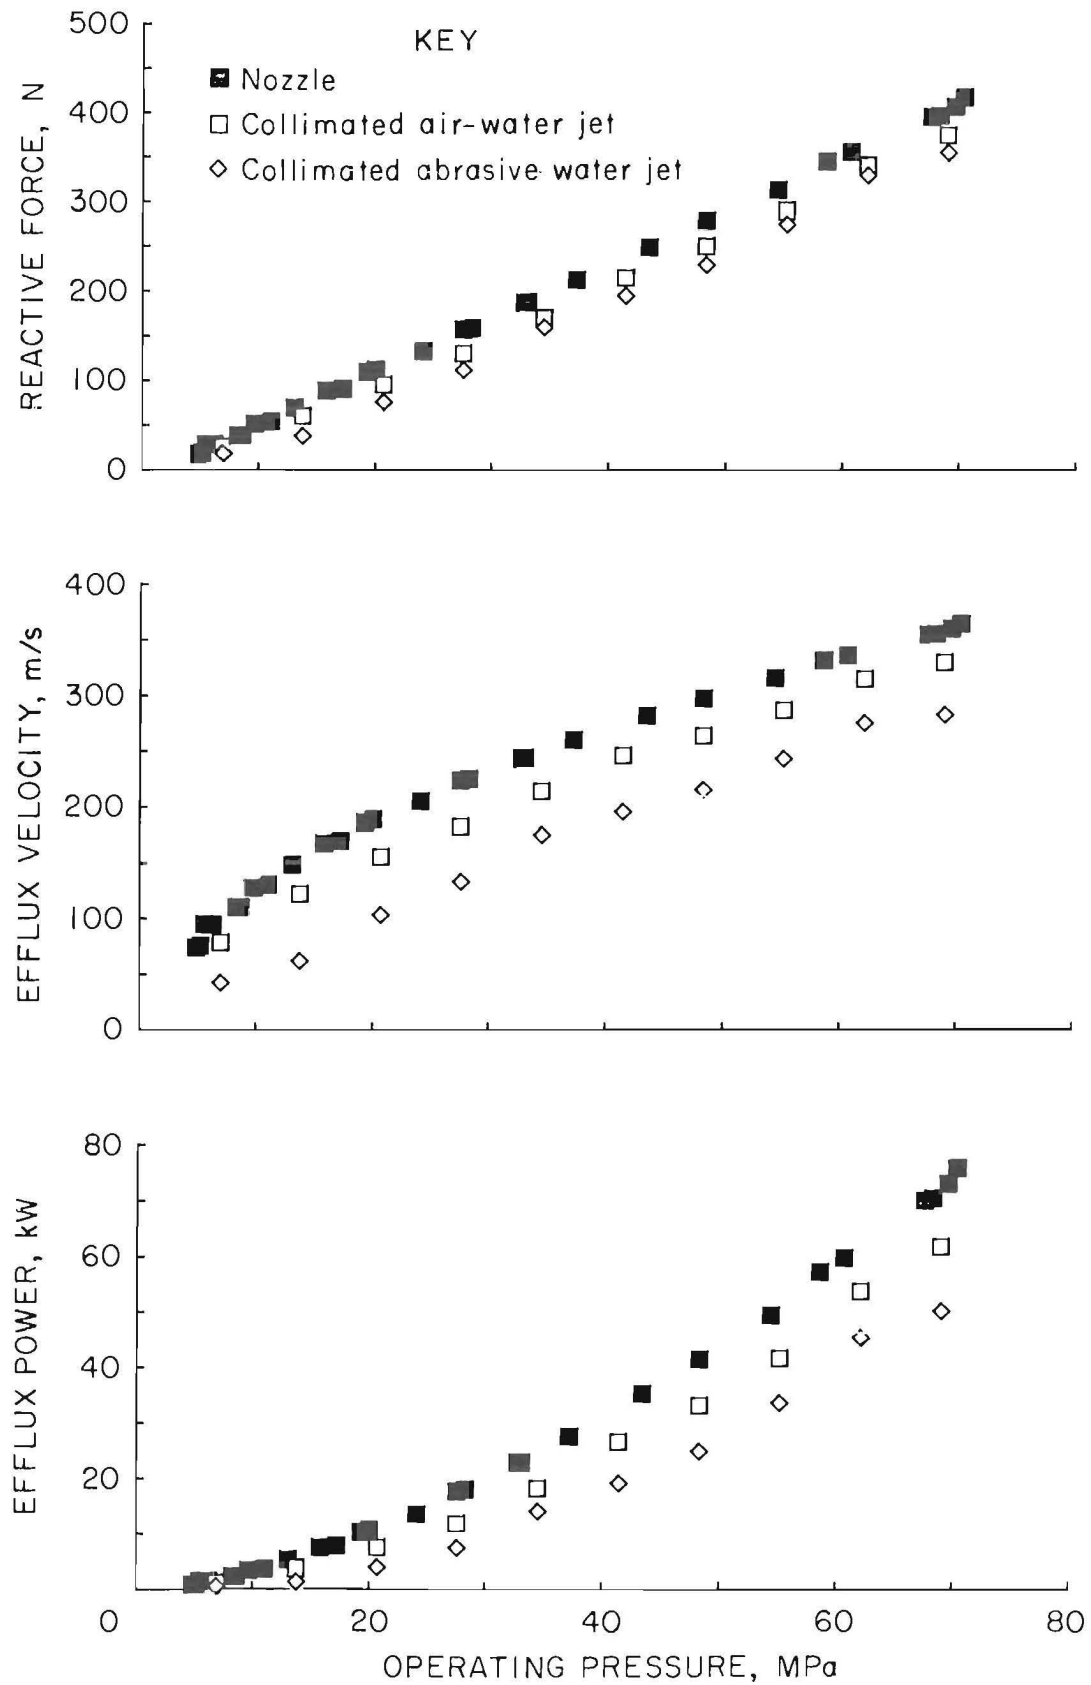 500
400
300
200
100
0
REACTIVE FORCE, N
KEY
Nozzle
Collimated air-water jet
Collimated abrasive water jet
400
300
200
100
0
EFFLUX VELOCITY, m/s
80
60
40
20
EFFLUX POWER, kW
0 20 40 60 80
OPERATING PRESSURE, MPa